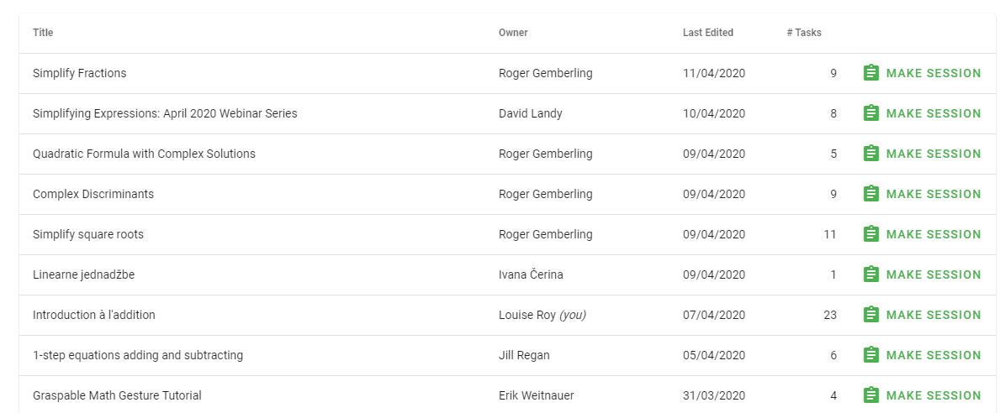 Title Owner Last Edited # Tasks
Simplify Fractions Roger Gemberling 11/04/2020 9 MAKE SESSION
Simplifying Expressions: April 2020 Webinar Series David Landy 10/04/2020 8 MAKE SESSION
Quadratic Formula with Complex Solutions Roger Gemberling 09/04/2020 5 MAKE SESSION
Complex Discriminants Roger Gemberling 09/04/2020 9 MAKE SESSION
Simplify square roots Roger Gemberling 09/04/2020 11 MAKE SESSION
Linearne jednadžbe Ivana Čerina 09/04/2020 1 MAKE SESSION
Introduction à l'addition Louise Roy (you) 07/04/2020 23 MAKE SESSION
1-step equations adding and subtracting Jill Regan 05/04/2020 6 MAKE SESSION
Graspable Math Gesture Tutorial Erik Weitnauer 31/03/2020 4 MAKE SESSION